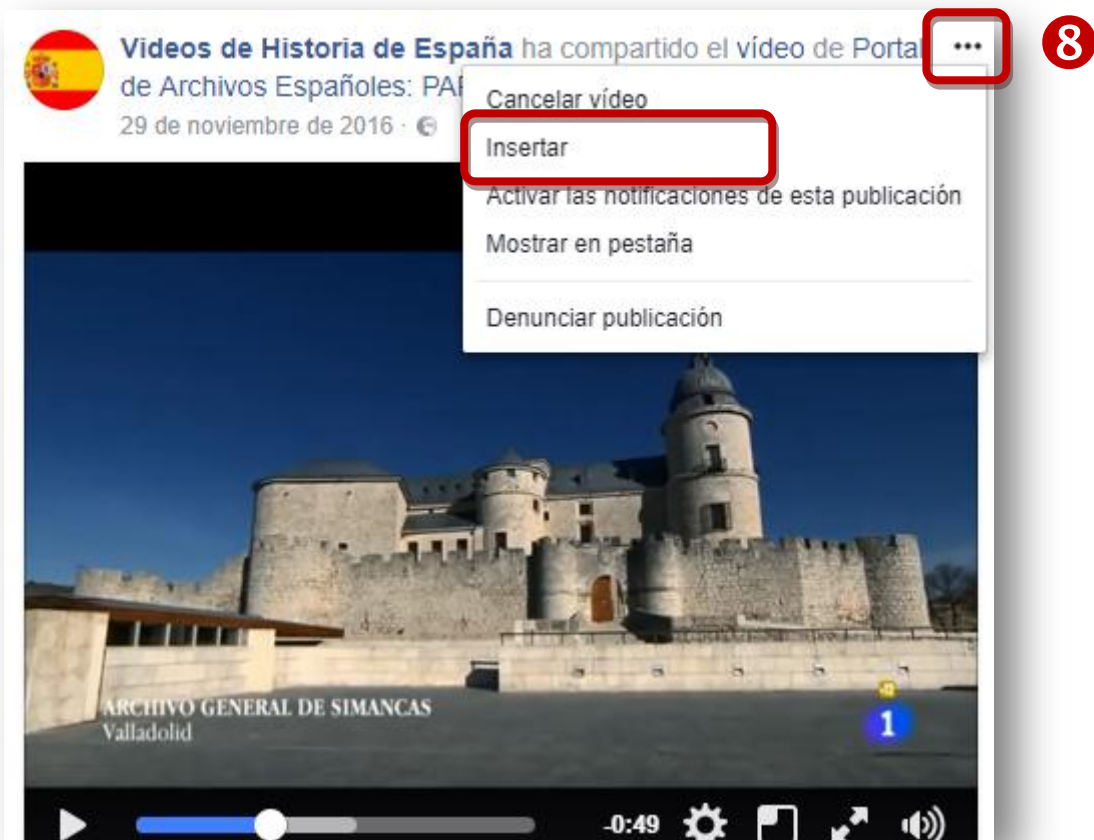 Videos de Historia de España ha compartido el vídeo de Portal ...
8
de Archivos Españoles: PAR
29 de noviembre de 2016 ·
Cancelar vídeo
Insertar
Activar las notificaciones de esta publicación
Mostrar en pestaña
Denunciar publicación
ARCHIVO GENERAL DE SIMANCAS
Valladolid
1
-0:49